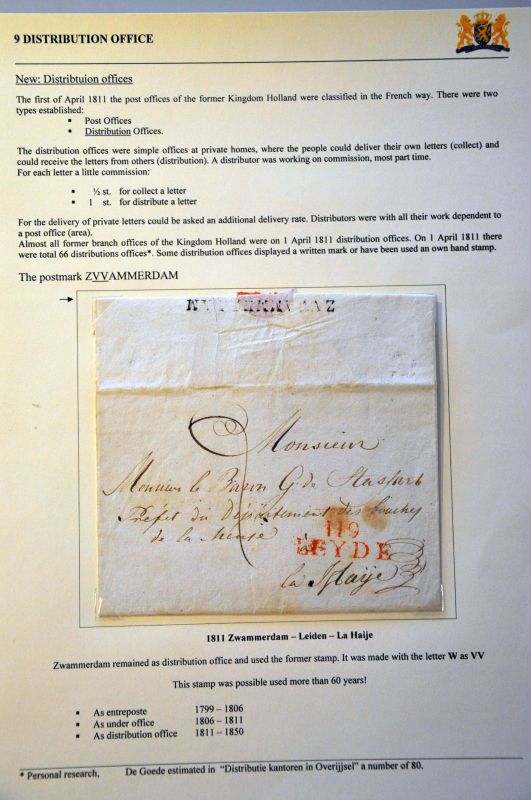 9 DISTRIBUTION OFFICE
New: Distribtuion offices
The first of April 1811 the post offices of the former Kingdom Holland were classified in the French way. There were two
types established:
▪ Post Offices
▪ Distribution Offices.
The distribution offices were simple offices at private homes, where the people could deliver their own letters (collect) and
could receive the letters from others (distribution). A distributor was working on commission, most part time.
For each letter a little commission:
▪ ½ st. for collect a letter
▪ 1 st. for distribute a letter
For the delivery of private letters could be asked an additional delivery rate. Distributors were with all their work dependent to
a post office (area).
Almost all former branch offices of the Kingdom Holland were on 1 April 1811 distribution offices. On 1 April 1811 there
were total 66 distributions offices*. Some distribution offices displayed a written mark or have been used an own hand stamp.
The postmark ZVVAMMERDAM
Monsieur
Monsieur le Baron G. de Stassart
Préfet du Département des bouches
de la Meuse
119
LEYDE
la Haije
1811 Zwammerdam – Leiden – La Haije
Zwammerdam remained as distribution office and used the former stamp. It was made with the letter W as VV
This stamp was possible used more than 60 years!
▪ As entreposte 1799 – 1806
▪ As under office 1806 – 1811
▪ As distribution office 1811 – 1850
* Personal research, De Goede estimated in "Distributie kantoren in Overijsel" a number of 80.